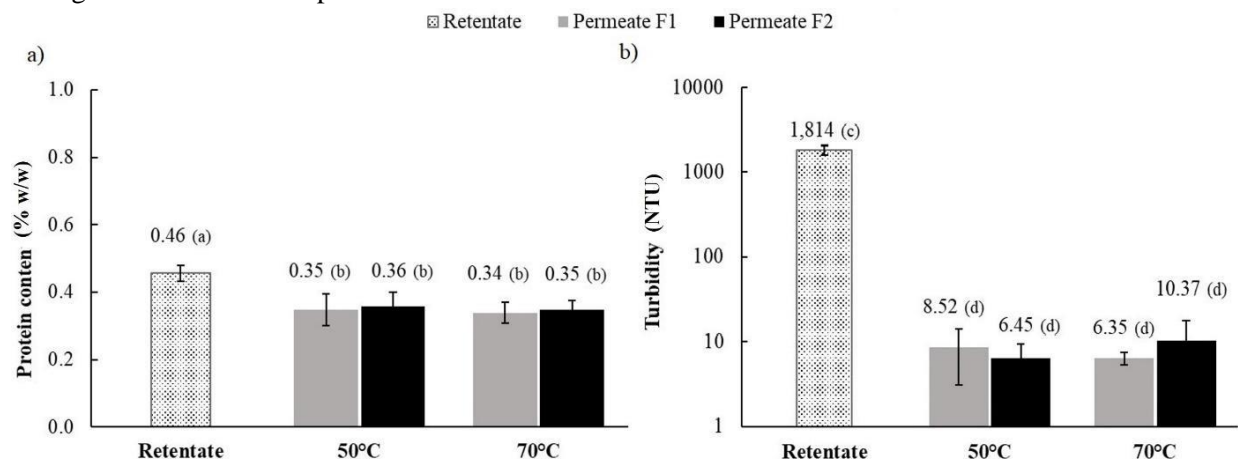 Retentate Permeate F1 Permeate F2
a)
Protein conten (% w/w)
1.0
0.8
0.6
0.4
0.2
0.0
0.46 (a)
0.35 (b)
0.36 (b)
0.34 (b)
0.35 (b)
Retentate 50°C 70°C
b)
Turbidity (NTU)
10000
1000
100
10
1
1,814 (c)
8.52 (d)
6.45 (d)
6.35 (d)
10.37 (d)
Retentate 50°C 70°C